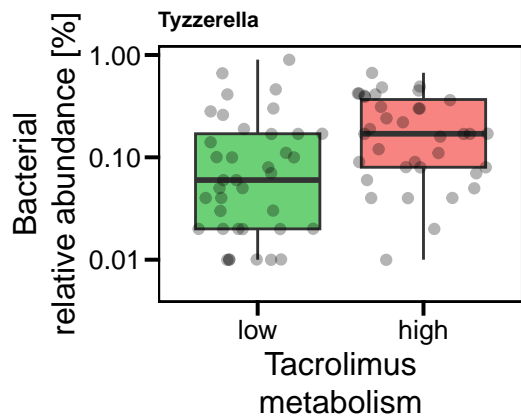 Tyzzerella
Bacterial
relative abundance [%]
1.00
0.10
0.01
low
high
Tacrolimus
metabolism